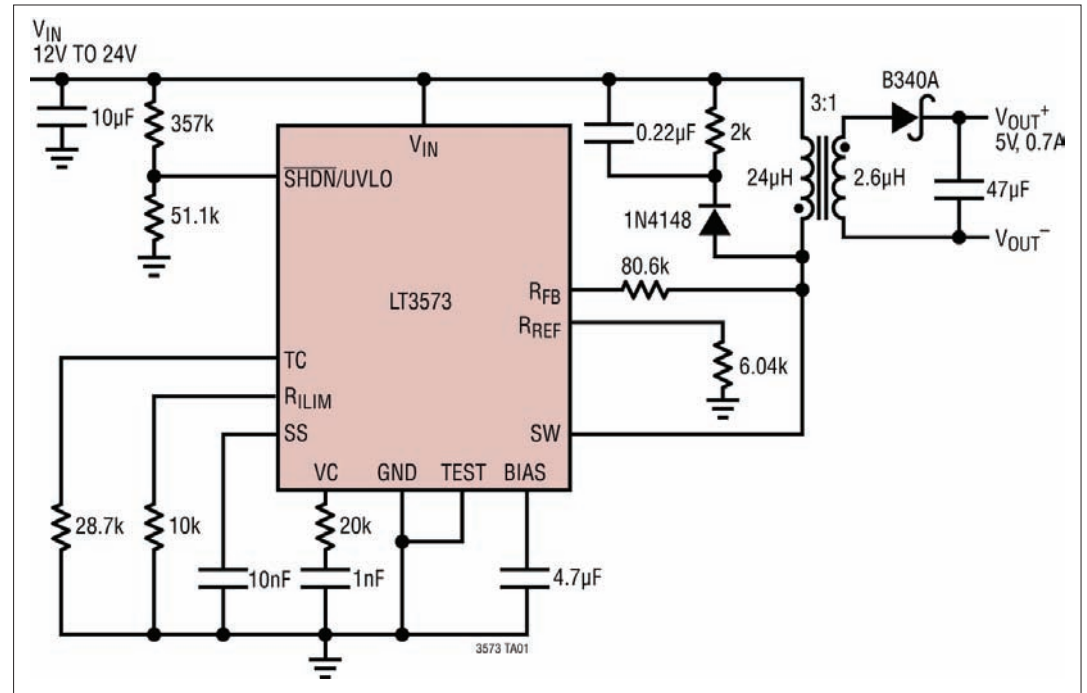 VIN
12V TO 24V
10µF
357k
51.1k
VIN
SHDN/UVLO
0.22µF
2k
1N4148
3:1
24µH
2.6µH
B340A
VOUT+
5V, 0.7A
47µF
VOUT−
LT3573
RFB
80.6k
RREF
6.04k
TC
RILIM
SS
SW
VC
GND
TEST
BIAS
28.7k
10k
10nF
20k
1nF
4.7µF
3573 TA01